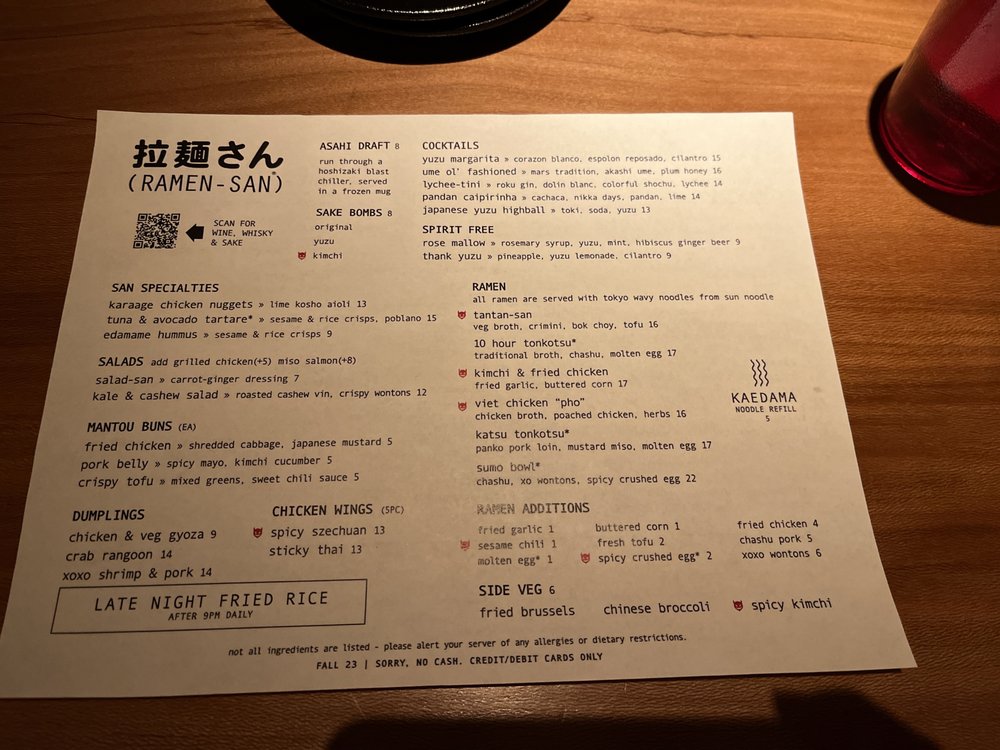 拉麺さん
(RAMEN-SAN®)
SCAN FOR
WINE, WHISKY
& SAKE
ASAHI DRAFT 8
run through a
hoshizaki blast
chiller, served
in a frozen mug
SAKE BOMBS 8
original
yuzu
kimchi
COCKTAILS
yuzu margarita » corazon blanco, espolon reposado, cilantro 15
ume ol' fashioned » mars tradition, akashi ume, plum honey 16
lychee-tini » roku gin, dolin blanc, colorful shochu, lychee 14
pandan caipirinha » cachaca, nikka days, pandan, lime 14
japanese yuzu highball » toki, soda, yuzu 13
SPIRIT FREE
rose mallow » rosemary syrup, yuzu, mint, hibiscus ginger beer 9
thank yuzu » pineapple, yuzu lemonade, cilantro 9
SAN SPECIALTIES
karaage chicken nuggets » lime kosho aioli 13
tuna & avocado tartare* » sesame & rice crisps, poblano 15
edamame hummus » sesame & rice crisps 9
SALADS add grilled chicken(+5) miso salmon(+8)
salad-san » carrot-ginger dressing 7
kale & cashew salad » roasted cashew vin, crispy wontons 12
MANTOU BUNS (EA)
fried chicken » shredded cabbage, japanese mustard 5
pork belly » spicy mayo, kimchi cucumber 5
crispy tofu » mixed greens, sweet chili sauce 5
DUMPLINGS
chicken & veg gyoza 9
crab rangoon 14
xoxo shrimp & pork 14
CHICKEN WINGS (5PC)
spicy szechuan 13
sticky thai 13
LATE NIGHT FRIED RICE
AFTER 9PM DAILY
RAMEN
all ramen are served with tokyo wavy noodles from sun noodle
tantan-san
veg broth, crimini, bok choy, tofu 16
10 hour tonkotsu*
traditional broth, chashu, molten egg 17
kimchi & fried chicken
fried garlic, buttered corn 17
viet chicken "pho"
chicken broth, poached chicken, herbs 16
katsu tonkotsu*
panko pork loin, mustard miso, molten egg 17
sumo bowl*
chashu, xo wontons, spicy crushed egg 22
KAEDAMA
NOODLE REFILL
5
RAMEN ADDITIONS
fried garlic 1
sesame chili 1
molten egg* 1
buttered corn 1
fresh tofu 2
spicy crushed egg* 2
fried chicken 4
chashu pork 5
xoxo wontons 6
SIDE VEG 6
fried brussels chinese broccoli spicy kimchi
not all ingredients are listed - please alert your server of any allergies or dietary restrictions.
FALL 23 | SORRY, NO CASH. CREDIT/DEBIT CARDS ONLY